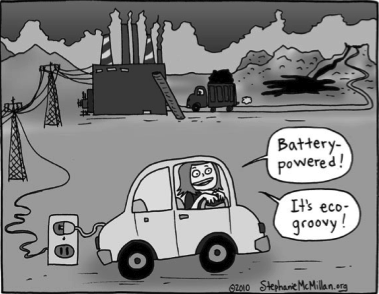 Battery-
powered!
It's eco-
groovy!
©2010 StephanieMcMillan.org